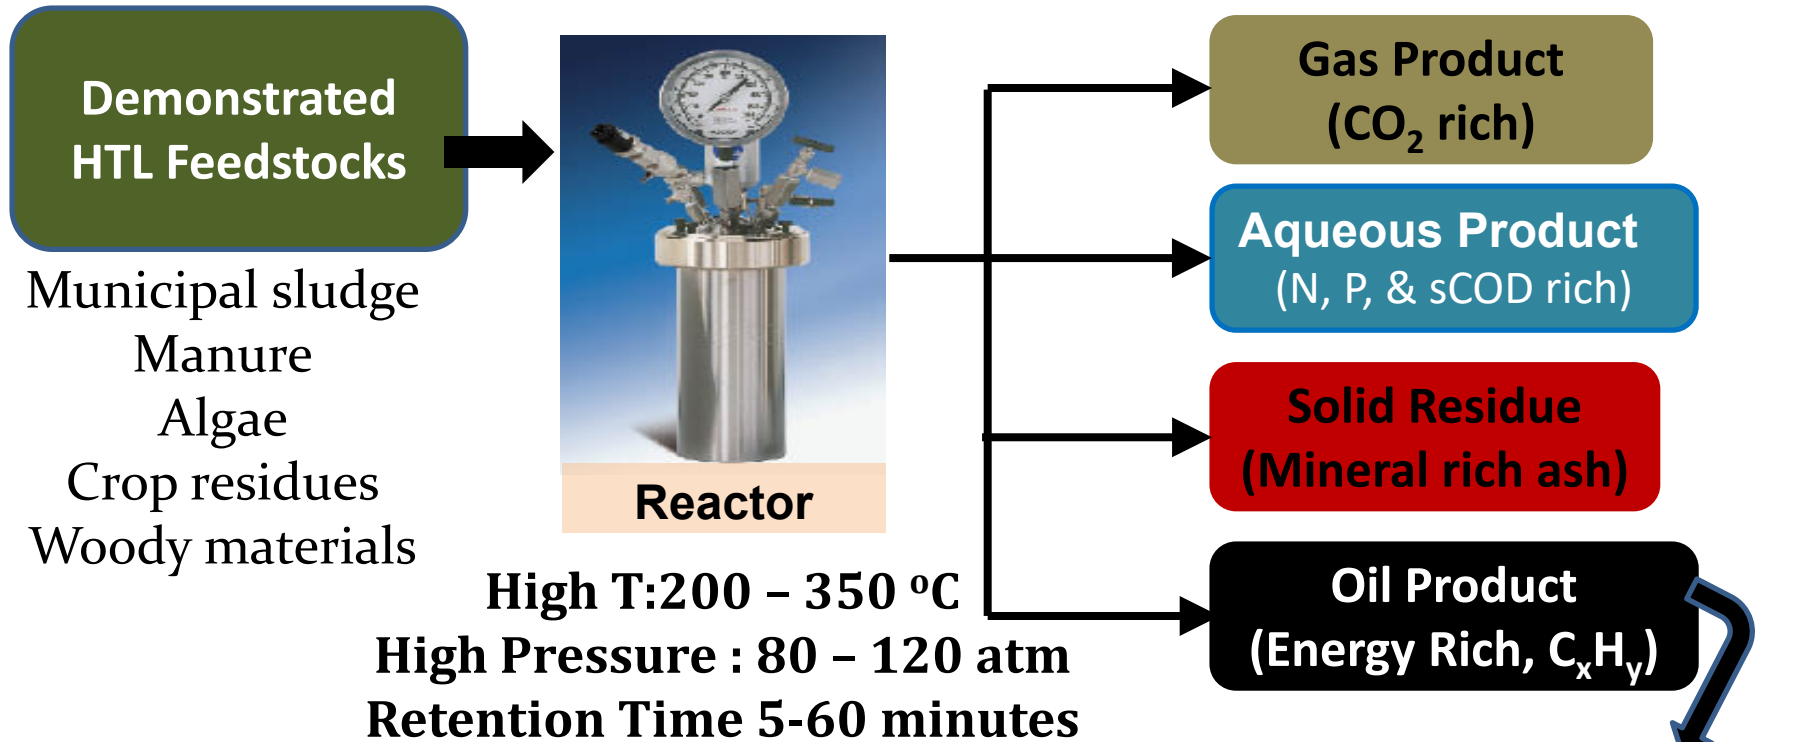 Demonstrated
HTL Feedstocks
Municipal sludge
Manure
Algae
Crop residues
Woody materials
Reactor
High T:200 – 350 ºC
High Pressure : 80 – 120 atm
Retention Time 5-60 minutes
Gas Product
(CO₂ rich)
Aqueous Product
(N, P, & sCOD rich)
Solid Residue
(Mineral rich ash)
Oil Product
(Energy Rich, CₓHᵧ)